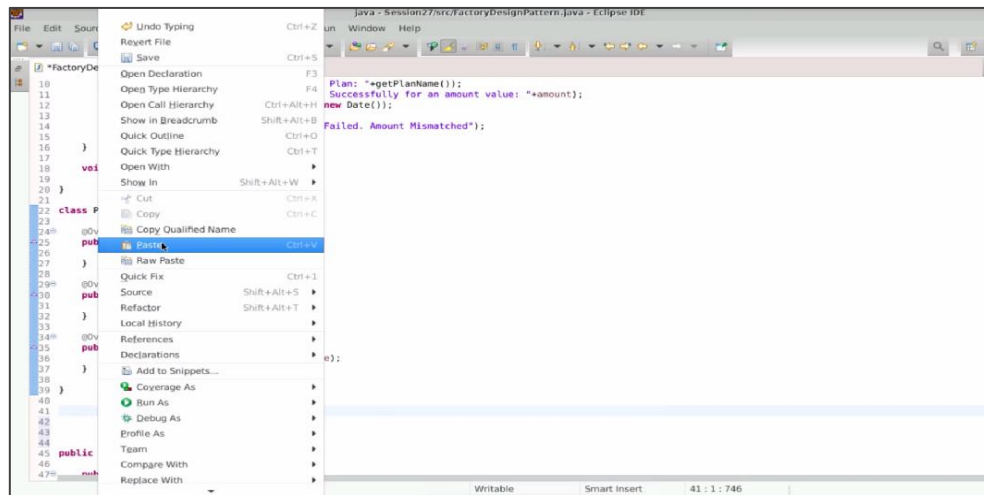 java - Session27/src/FactoryDesignPattern.java - Eclipse IDE
File Edit Sourc un Window Help
*FactoryDe
Undo Typing Ctrl+Z
Revert File
Save Ctrl+S
Open Declaration F3
Open Type Hierarchy F4
Open Call Hierarchy Ctrl+Alt+H
Show in Breadcrumb Shift+Alt+B
Quick Outline Ctrl+O
Quick Type Hierarchy Ctrl+T
Open With
Show In Shift+Alt+W
Cut Ctrl+X
Copy Ctrl+C
Copy Qualified Name
Paste Ctrl+V
Raw Paste
Quick Fix Ctrl+1
Source Shift+Alt+S
Refactor Shift+Alt+T
Local History
References
Declarations
Add to Snippets...
Coverage As
Run As
Debug As
Profile As
Team
Compare With
Replace With
10 Plan: "+getPlanName());
11 Successfully for an amount value: "+amount);
12 new Date());
13
14 Failed. Amount Mismatched");
15
16 }
17
18 voi
19
20 }
21
22 class P
23
24 @Ov
25 pub
26
27 }
28
29 @Ov
30 pub
31
32 }
33
34 @Ov
35 pub
36 e);
37 }
38
39 }
40
41
42
43
44
45 public
46
47 pub
Writable Smart Insert 41 : 1 : 746